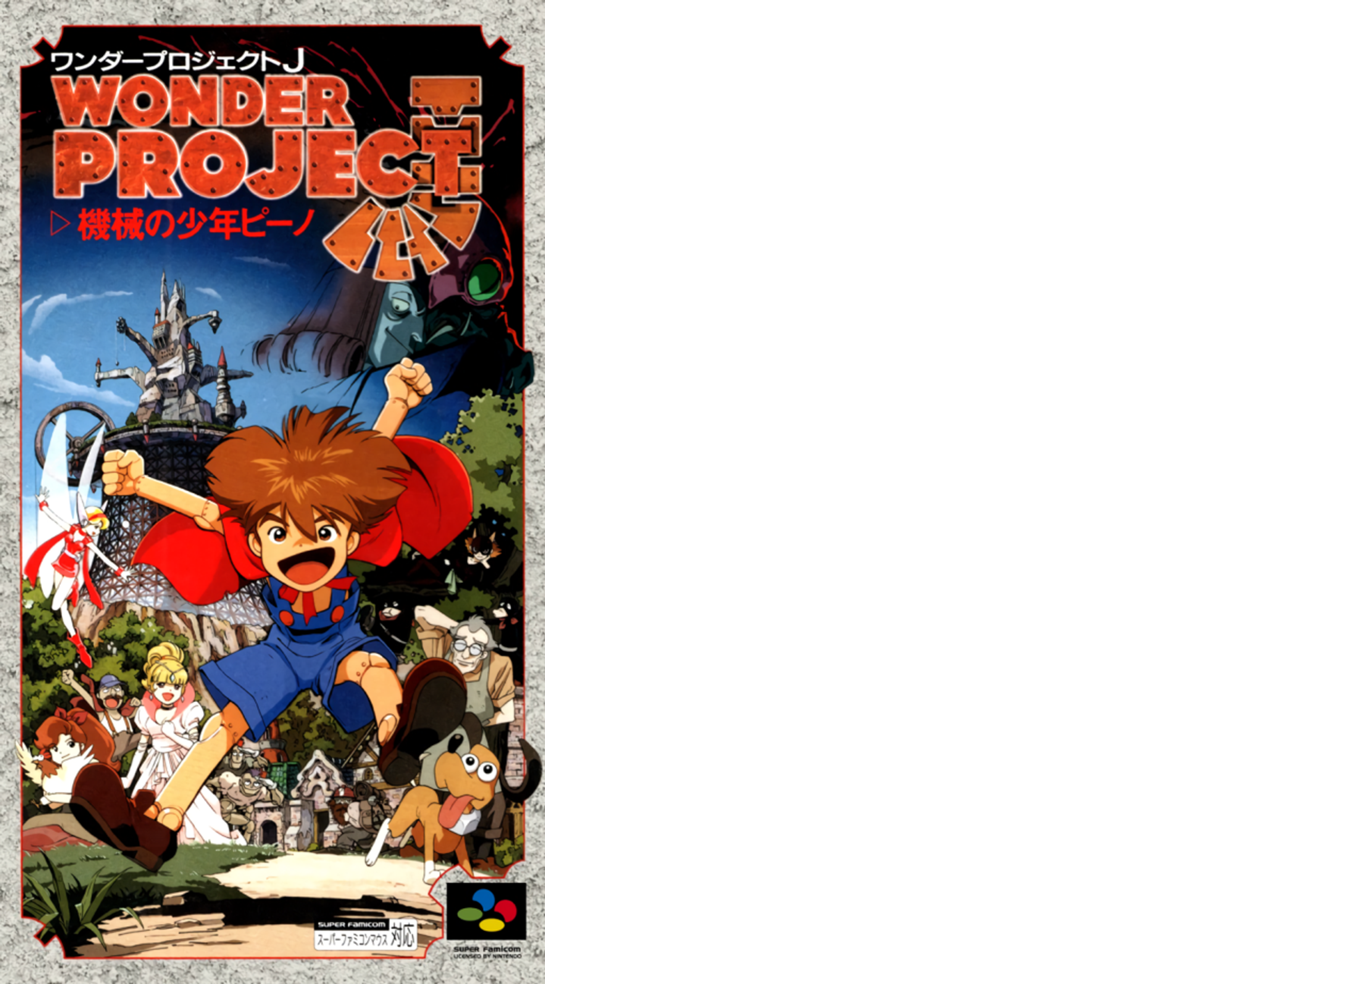 ワンダープロジェクトJ
WONDER
PROJECT J
▷機械の少年ピーノ
SUPER FAMICOM
スーパーファミコンマウス 対応
SUPER FAMICOM
LICENSED BY NINTENDO